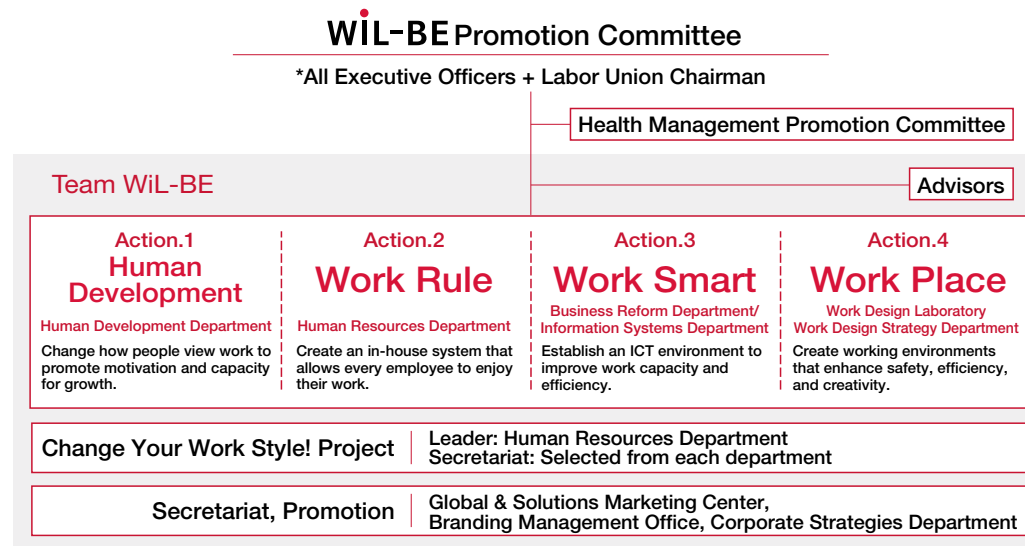 WiL-BE Promotion Committee
*All Executive Officers + Labor Union Chairman
Health Management Promotion Committee
Team WiL-BE
Advisors
Action.1
Human
Development
Human Development Department
Change how people view work to
promote motivation and capacity
for growth.
Action.2
Work Rule
Human Resources Department
Create an in-house system that
allows every employee to enjoy
their work.
Action.3
Work Smart
Business Reform Department/
Information Systems Department
Establish an ICT environment to
improve work capacity and
efficiency.
Action.4
Work Place
Work Design Laboratory
Work Design Strategy Department
Create working environments
that enhance safety, efficiency,
and creativity.
Change Your Work Style! Project
Leader: Human Resources Department
Secretariat: Selected from each department
Secretariat, Promotion
Global & Solutions Marketing Center,
Branding Management Office, Corporate Strategies Department